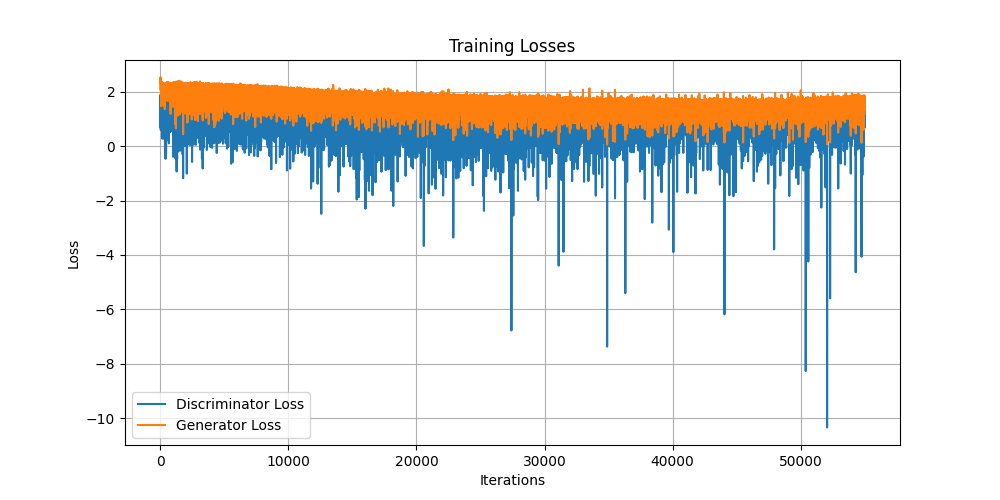 Training Losses
2
0
−2
−4
−6
−8
−10
Loss
Discriminator Loss
Generator Loss
0 10000 20000 30000 40000 50000
Iterations